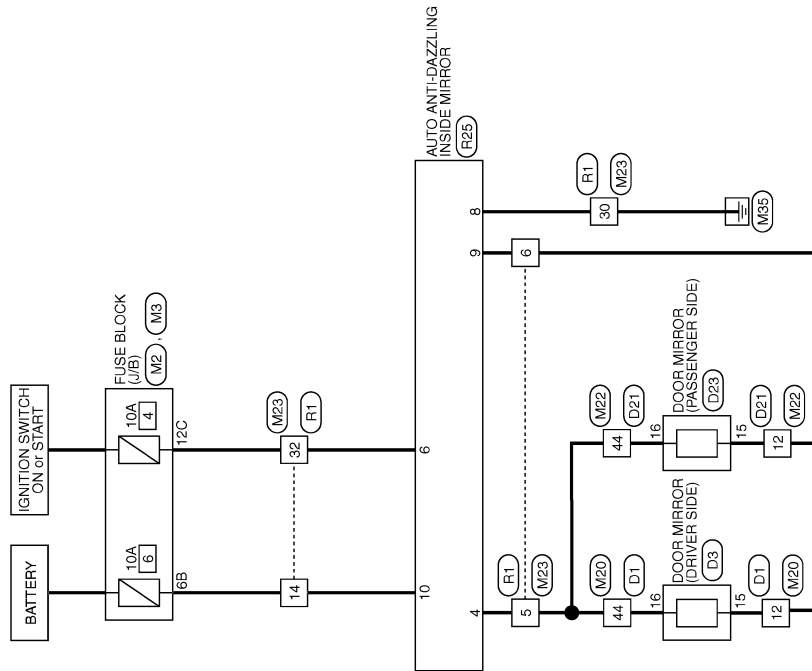 BATTERY
IGNITION SWITCH
ON or START
10A
6
10A
4
FUSE BLOCK
(J/B)
M2 , M3
6B
12C
14
32
M23
R1
10
6
AUTO ANTI-DAZZLING
INSIDE MIRROR
R25
4
9
8
5
R1
M23
6
30
R1
M23
M35
44
M20
D1
44
M22
D21
16
DOOR MIRROR
(DRIVER SIDE)
D3
15
16
DOOR MIRROR
(PASSENGER SIDE)
D23
15
12
D1
M20
12
D21
M22